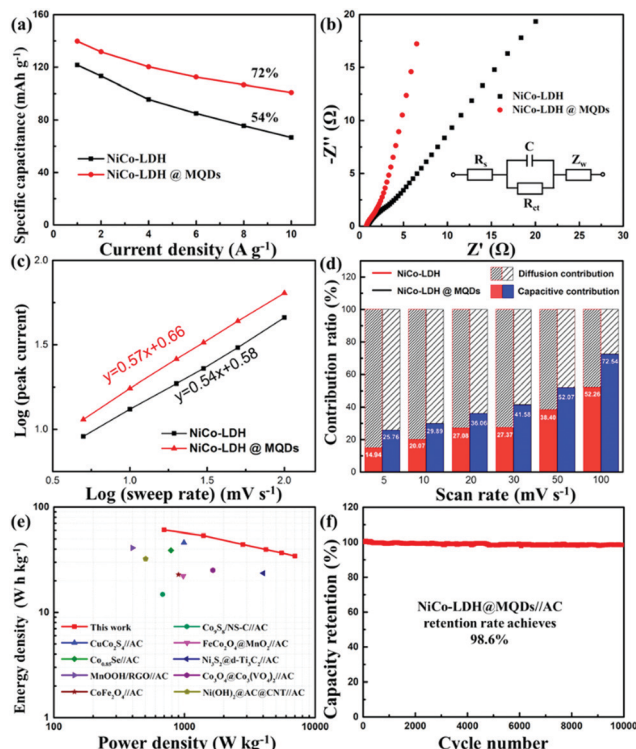 (a)
Specific capacitance (mAh g⁻¹)
160
120
80
40
0
72%
54%
NiCo-LDH
NiCo-LDH @ MQDs
0 2 4 6 8 10
Current density (A g⁻¹)
(b)
-Z'' (Ω)
20
15
10
5
0
NiCo-LDH
NiCo-LDH @ MQDs
Rs
C
Rct
Zw
0 5 10 15 20 25 30
Z' (Ω)
(c)
Log (peak current)
2.0
1.5
1.0
y=0.57x+0.66
y=0.54x+0.58
NiCo-LDH
NiCo-LDH @ MQDs
0.5 1.0 1.5 2.0
Log (sweep rate) (mV s⁻¹)
(d)
Contribution ratio (%)
100
80
60
40
20
0
NiCo-LDH
NiCo-LDH @ MQDs
Diffusion contribution
Capacitive contribution
14.94
25.76
29.89
36.06
27.37
41.58
38.40
52.07
52.26
72.54
5 10 20 30 50 100
Scan rate (mV s⁻¹)
(e)
Energy density (W h kg⁻¹)
100
10
1
This work
CuCo₂S₄//AC
Co₀.₈₅Se//AC
MnOOH/RGO//AC
CoFe₂O₄//AC
Co₉S₈/NS-C//AC
FeCo₂O₄@MnO₂//AC
Ni₃S₂@d-Ti₃C₂//AC
Co₃O₄@Co₃(VO₄)₂//AC
Ni(OH)₂@AC@CNT//AC
100 1000 10000
Power density (W kg⁻¹)
(f)
Capacity retention (%)
120
100
80
60
40
20
0
NiCo-LDH@MQDs//AC
retention rate achieves
98.6%
0 2000 4000 6000 8000 10000
Cycle number